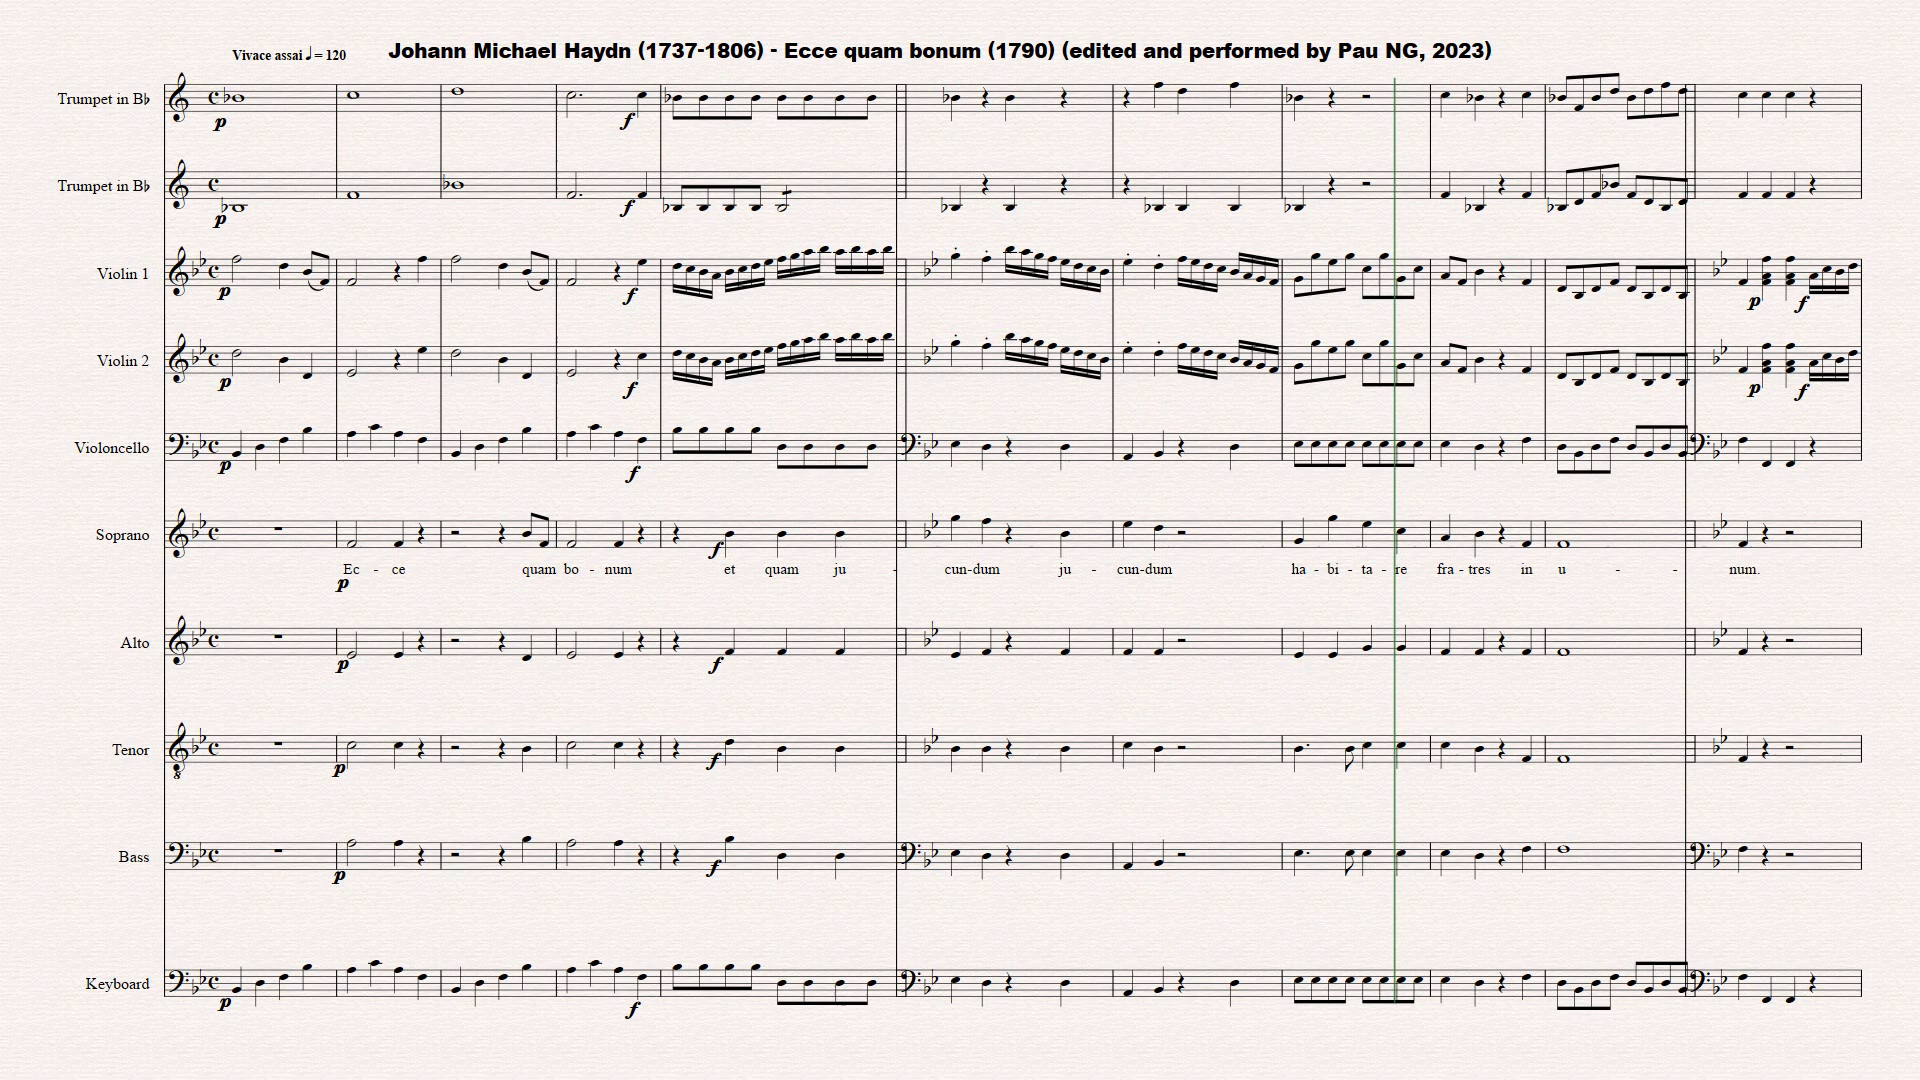 Vivace assai ♩ = 120
Johann Michael Haydn (1737-1806) - Ecce quam bonum (1790) (edited and performed by Pau NG, 2023)
Trumpet in B♭
p f
Trumpet in B♭
p f
Violin 1
p f p f
Violin 2
p f p f
Violoncello
p f
Soprano
f
Ec - ce quam bo - num et quam ju - cun-dum ju - cun-dum ha - bi - ta - re fra - tres in u - - num.
p
Alto
p f
Tenor
8
p f
Bass
p f
Keyboard
p f